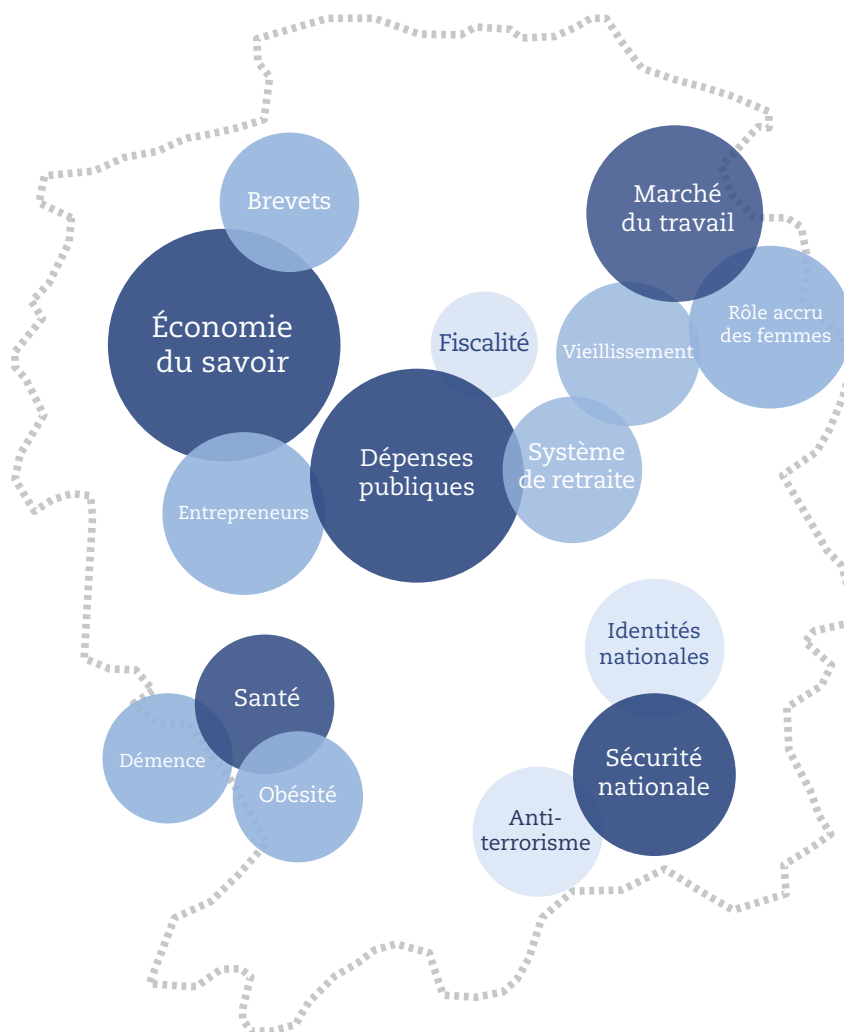 Brevets
Marché
du travail
Économie
du savoir
Fiscalité
Vieillissement
Rôle accru
des femmes
Dépenses
publiques
Système
de retraite
Entrepreneurs
Identités
nationales
Santé
Démence
Obésité
Sécurité
nationale
Anti-
terrorisme